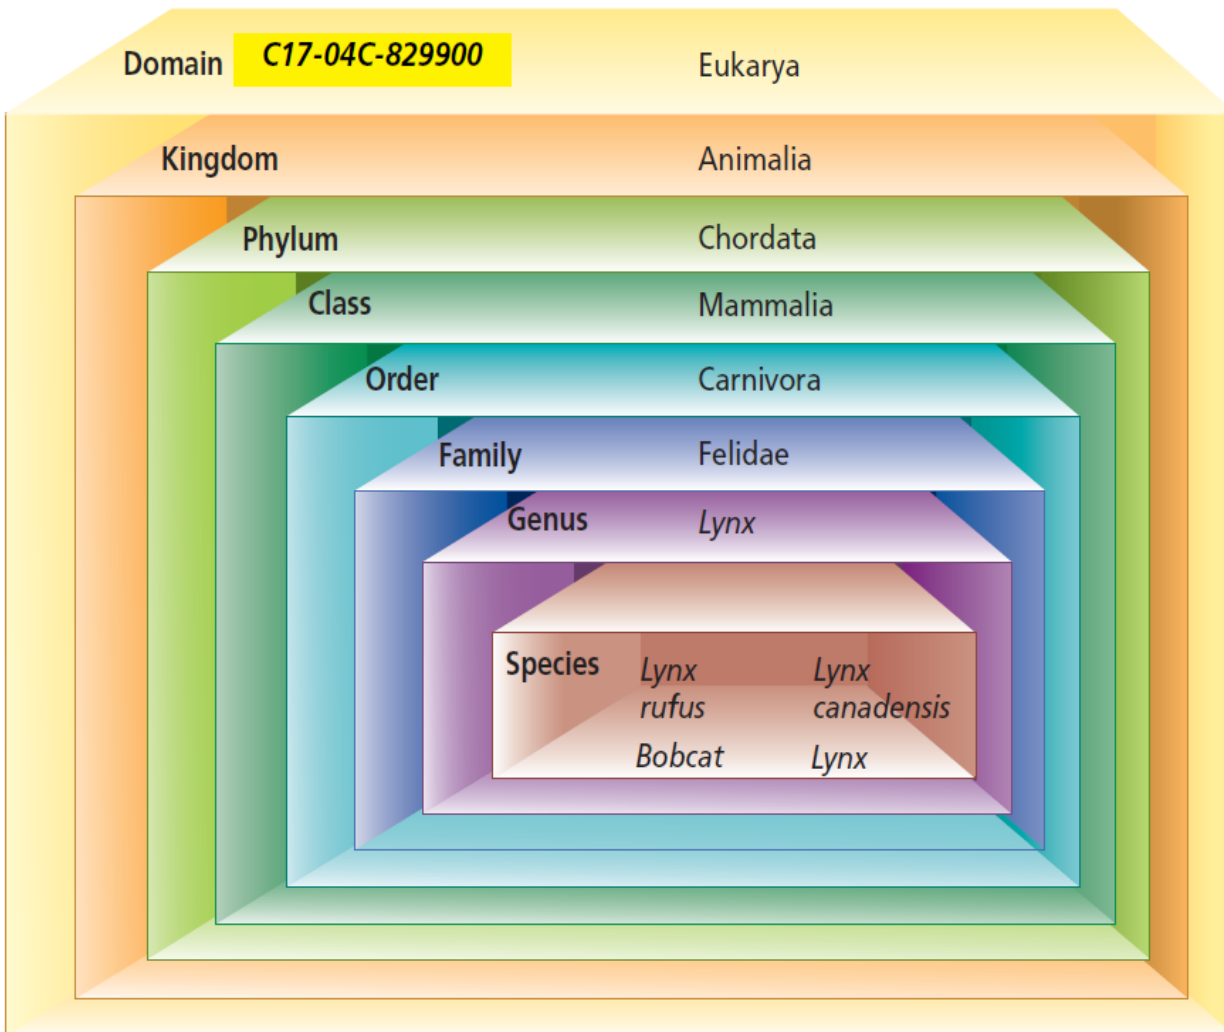 Domain C17-04C-829900 Eukarya
Kingdom Animalia
Phylum Chordata
Class Mammalia
Order Carnivora
Family Felidae
Genus Lynx
Species Lynx Lynx
rufus canadensis
Bobcat Lynx